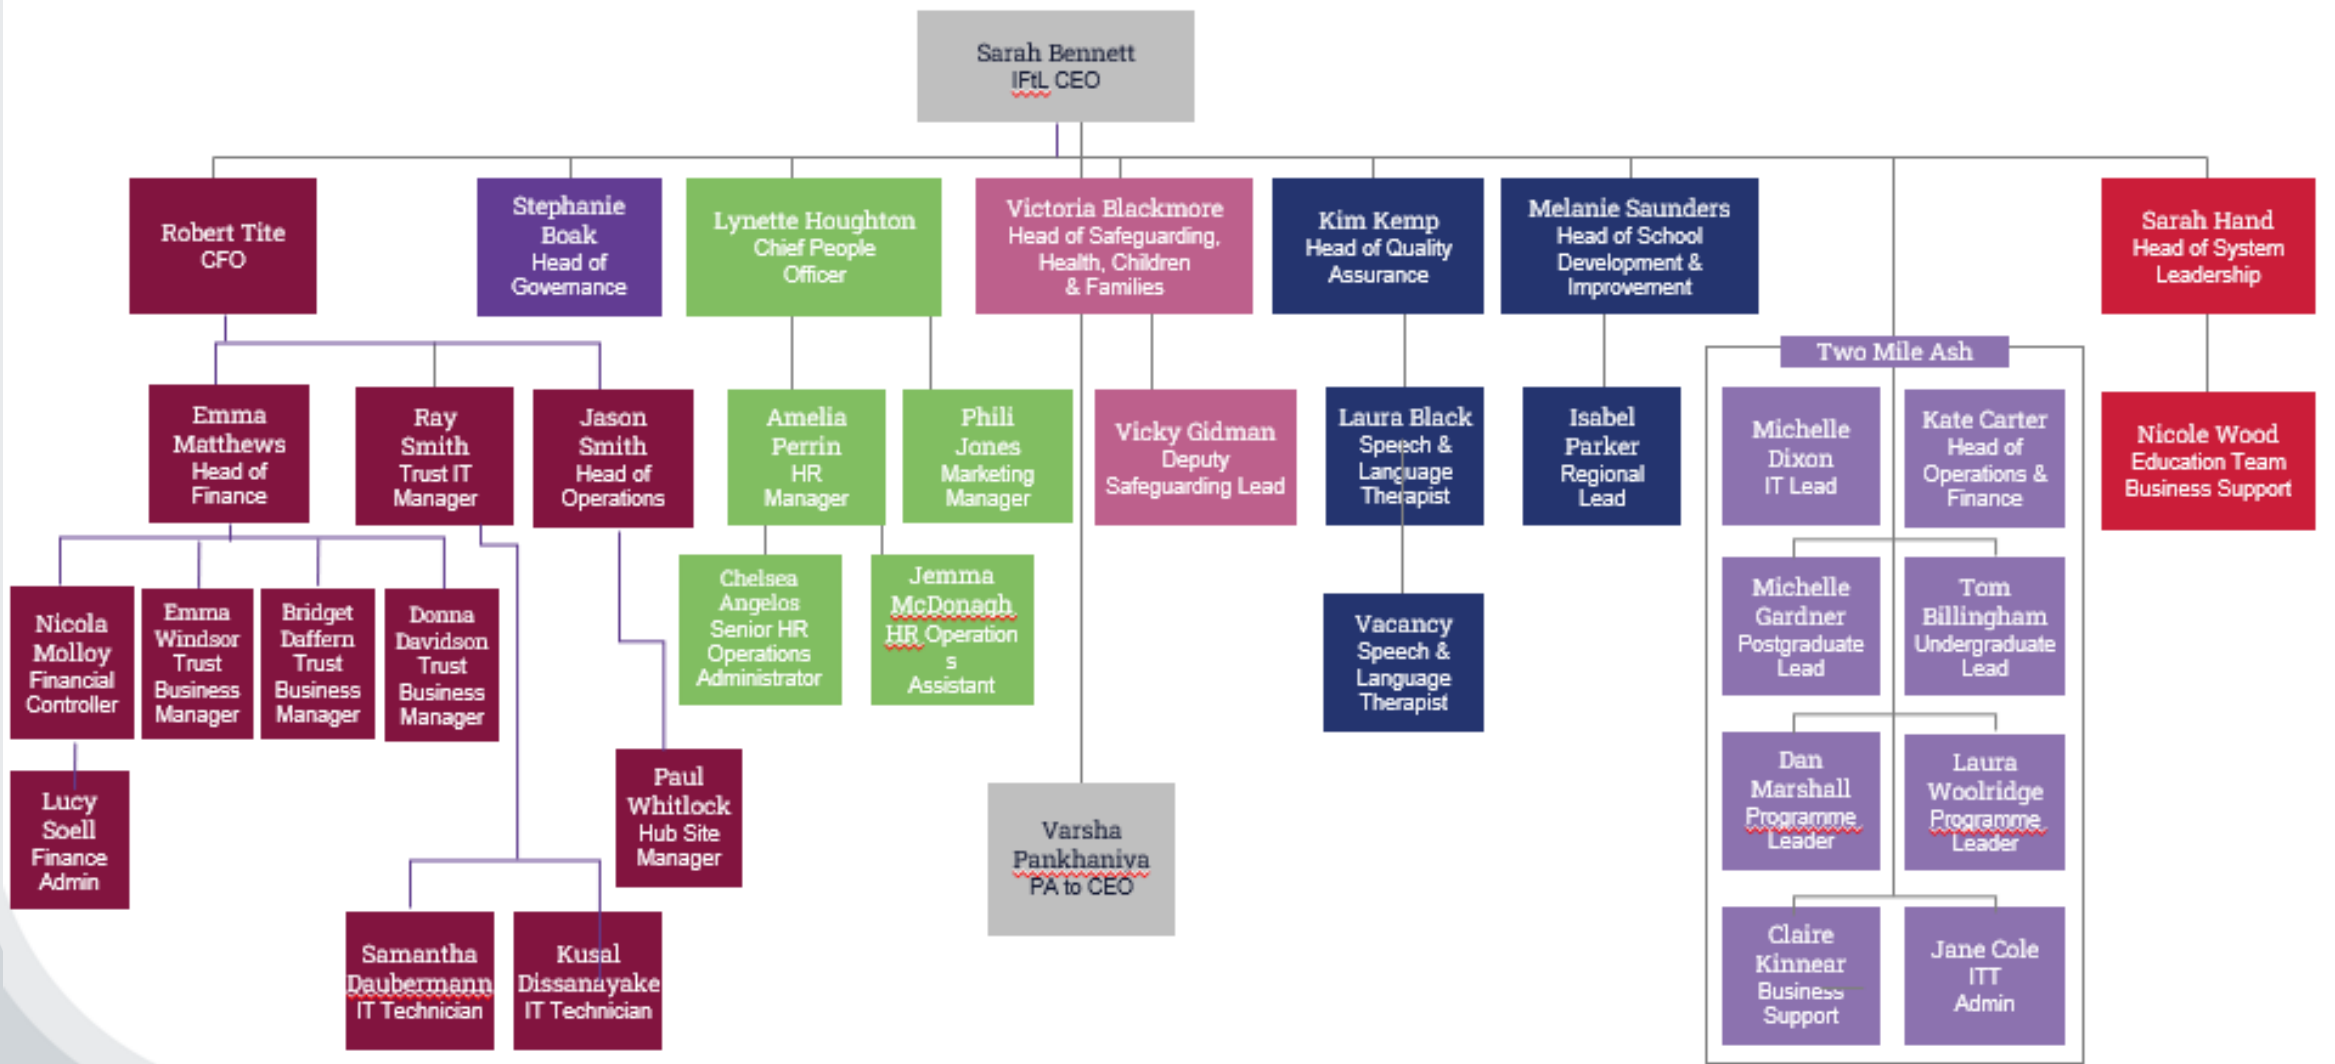 Sarah Bennett
IFtL CEO
Robert Tite
CFO
Stephanie
Boak
Head of
Governance
Lynette Houghton
Chief People
Officer
Victoria Blackmore
Head of Safeguarding,
Health, Children
& Families
Kim Kemp
Head of Quality
Assurance
Melanie Saunders
Head of School
Development &
Improvement
Sarah Hand
Head of System
Leadership
Two Mile Ash
Emma
Matthews
Head of
Finance
Ray
Smith
Trust IT
Manager
Jason
Smith
Head of
Operations
Amelia
Perrin
HR
Manager
Phili
Jones
Marketing
Manager
Vicky Gidman
Deputy
Safeguarding Lead
Laura Black
Speech &
Language
Therapist
Isabel
Parker
Regional
Lead
Michelle
Dixon
IT Lead
Kate Carter
Head of
Operations &
Finance
Nicole Wood
Education Team
Business Support
Nicola
Molloy
Financial
Controller
Emma
Windsor
Trust
Business
Manager
Bridget
Daffern
Trust
Business
Manager
Donna
Davidson
Trust
Business
Manager
Chelsea
Angelos
Senior HR
Operations
Administrator
Jemma
McDonagh
HR Operation
s
Assistant
Vacancy
Speech &
Language
Therapist
Michelle
Gardner
Postgraduate
Lead
Tom
Billingham
Undergraduate
Lead
Lucy
Soell
Finance
Admin
Paul
Whitlock
Hub Site
Manager
Varsha
Pankhaniya
PA to CEO
Dan
Marshall
Programme
Leader
Laura
Woolridge
Programme
Leader
Samantha
Daubermann
IT Technician
Kusal
Dissanayake
IT Technician
Claire
Kinnear
Business
Support
Jane Cole
ITT
Admin